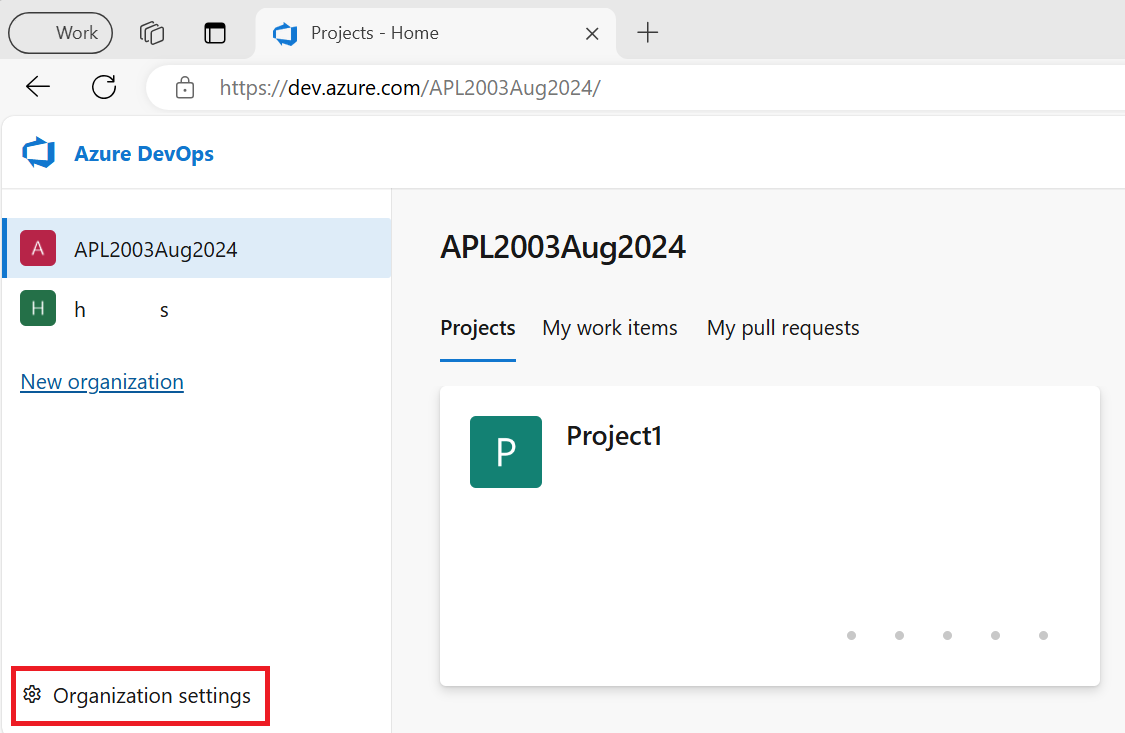 Work
Projects - Home
https://dev.azure.com/APL2003Aug2024/
Azure DevOps
A APL2003Aug2024
H h s
New organization
Organization settings
APL2003Aug2024
Projects My work items My pull requests
P Project1